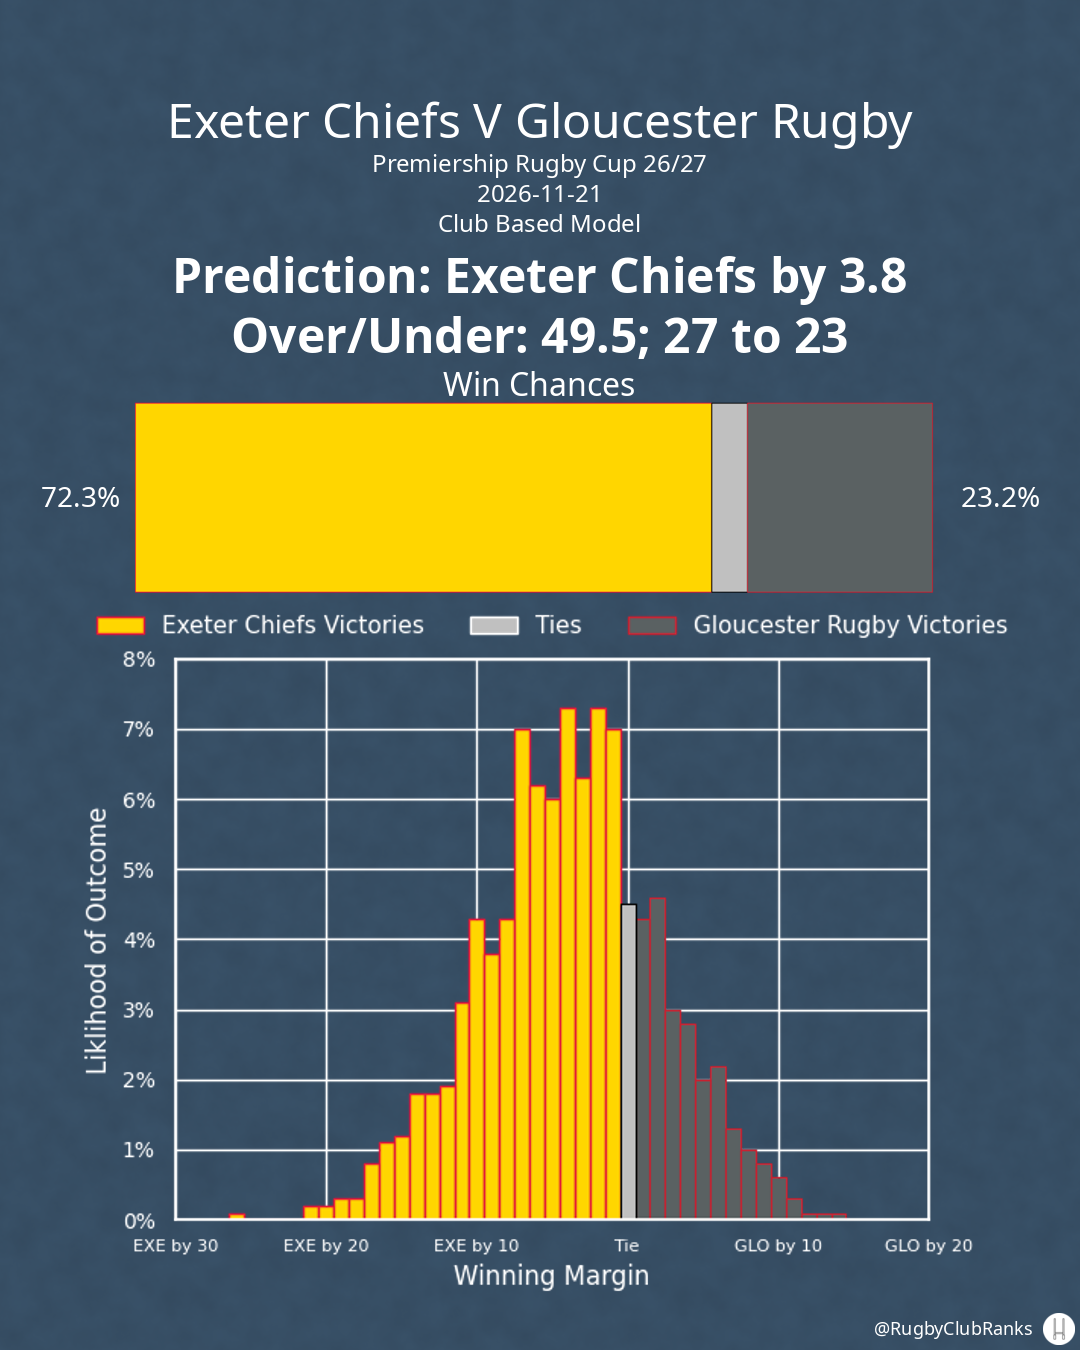 Exeter Chiefs V Gloucester Rugby
Premiership Rugby Cup 26/27
2026-11-21
Club Based Model
Prediction: Exeter Chiefs by 3.8
Over/Under: 49.5; 27 to 23
Win Chances
72.3%
23.2%
Exeter Chiefs Victories Ties Gloucester Rugby Victories
8%
7%
6%
5%
4%
3%
2%
1%
0%
Liklihood of Outcome
EXE by 30 EXE by 20 EXE by 10 Tie GLO by 10 GLO by 20
Winning Margin
@RugbyClubRanks